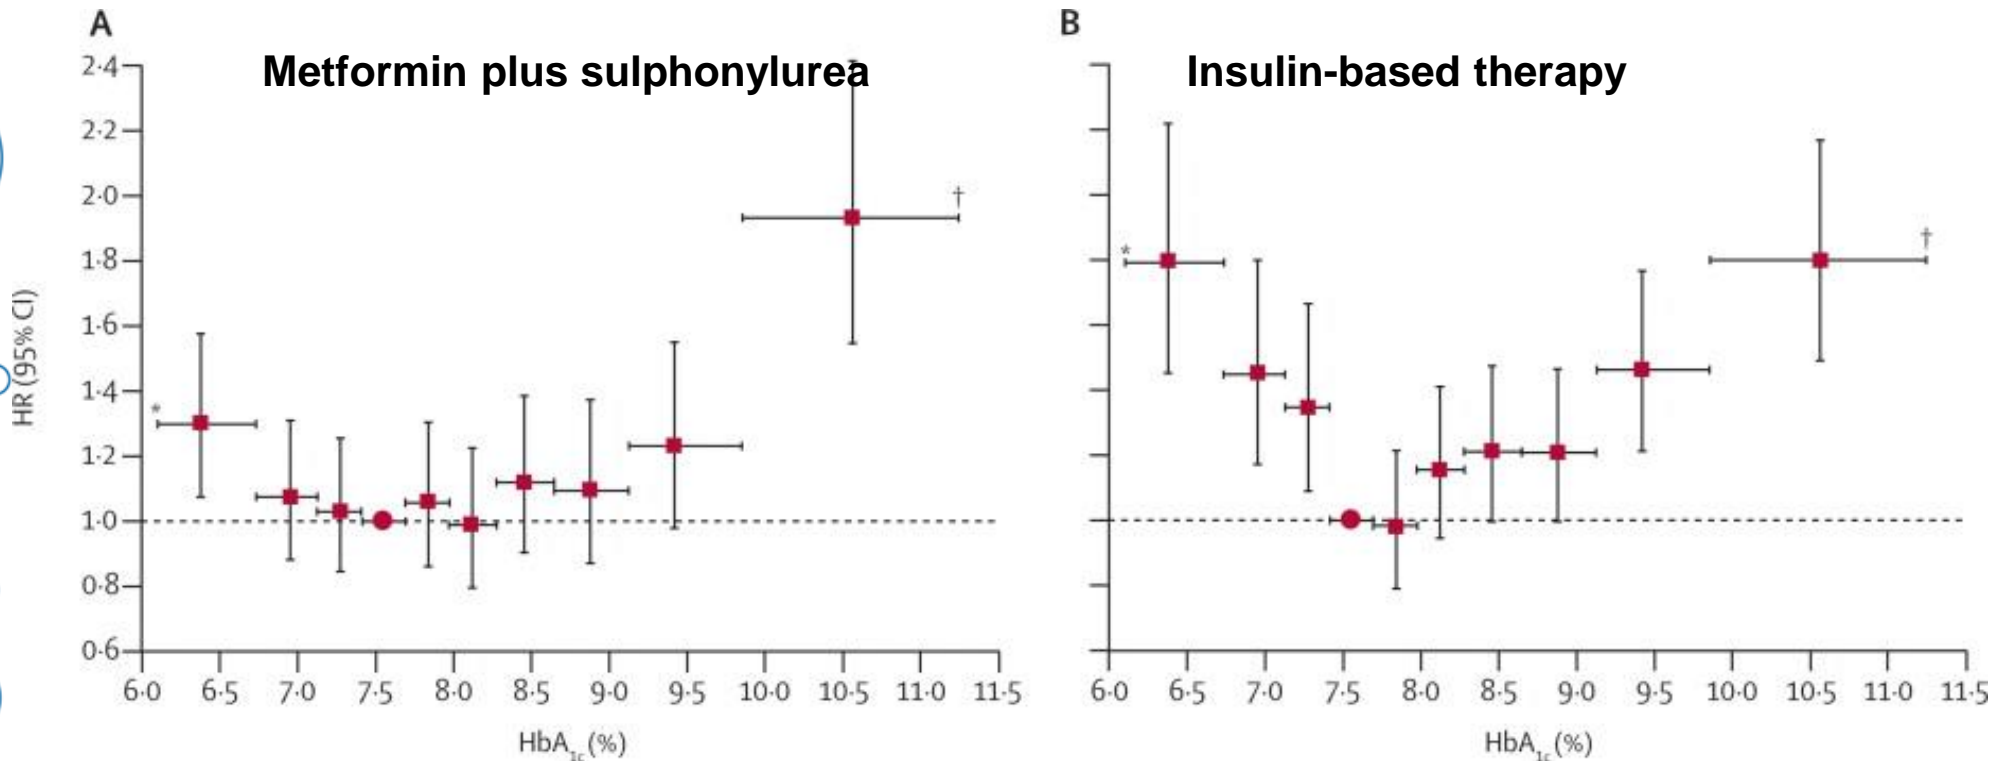 A
Metformin plus sulphonylurea
2·4
2·2
2·0
1·8
1·6
1·4
1·2
1·0
0·8
0·6
HR (95% CI)
*
†
6·0 6·5 7·0 7·5 8·0 8·5 9·0 9·5 10·0 10·5 11·0 11·5
HbA1c (%)
B
Insulin-based therapy
*
†
6·0 6·5 7·0 7·5 8·0 8·5 9·0 9·5 10·0 10·5 11·0 11·5
HbA1c (%)